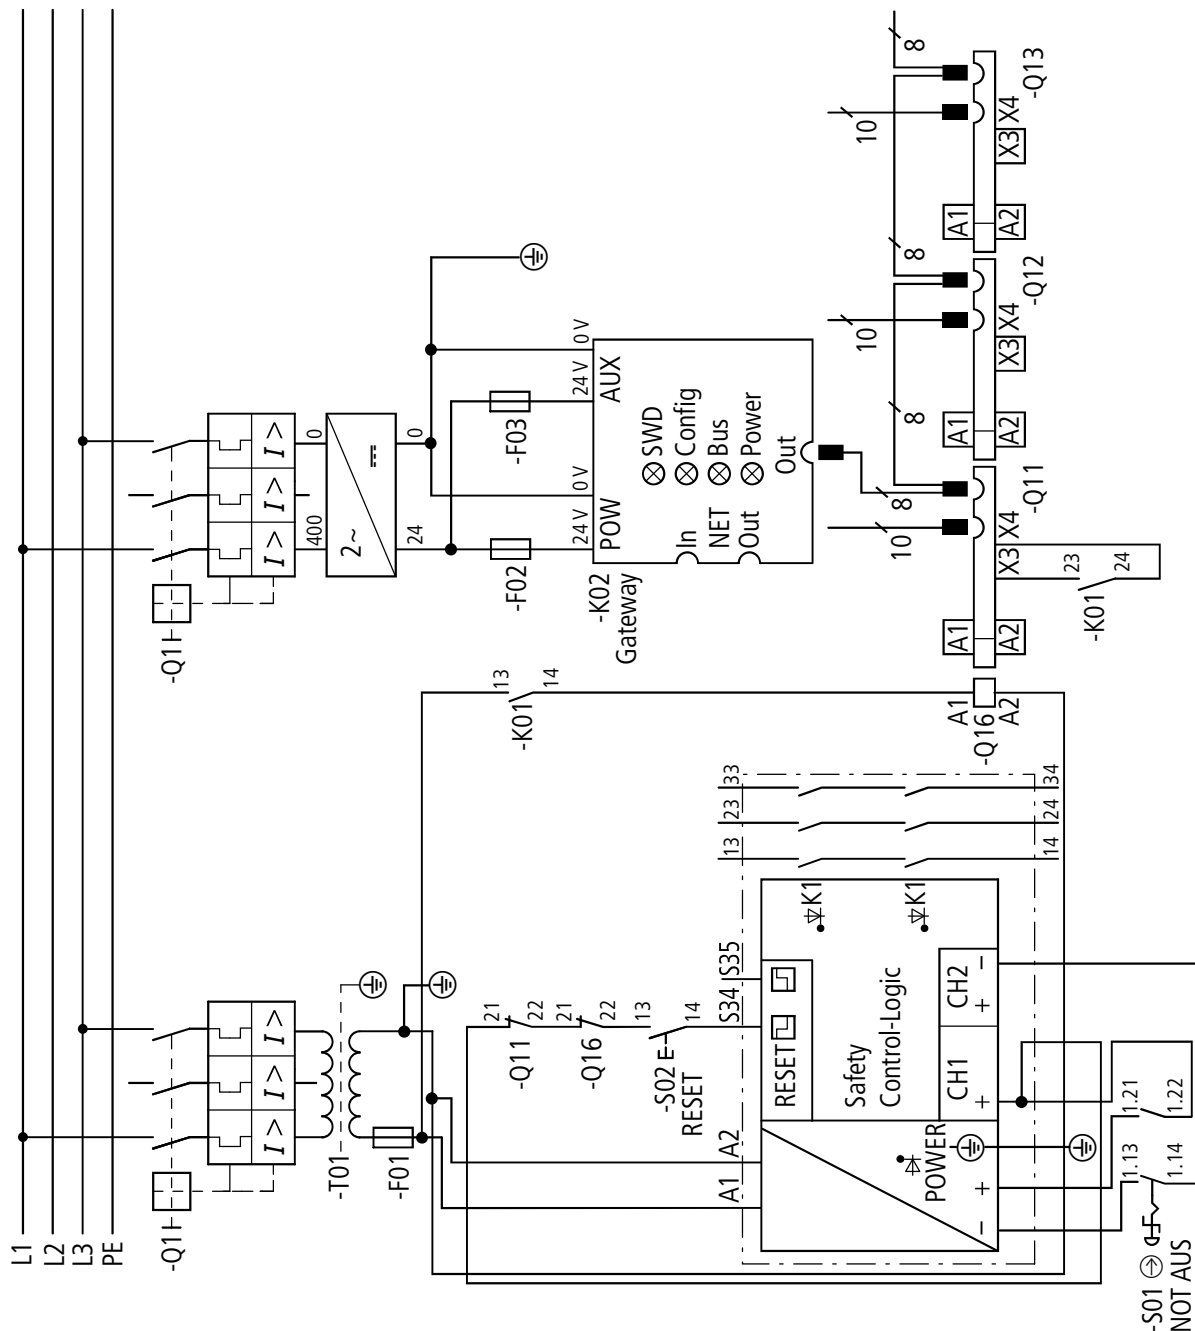 L1
L2
L3
PE
-Q1
I> I> I>
-T01
-F01
-Q1
I> I> I>
400
0
2~
24
0
-F02
-F03
-K02
Gateway
24 V
0 V
24 V
0 V
POW
AUX
SWD
Config
Bus
Power
In
NET
Out
Out
8
10
8
10
8
10
8
-Q11
A1
A2
X3
X4
-Q12
A1
A2
X3
X4
-Q13
A1
A2
X3
X4
-K01
23
24
-K01
13
14
-Q16
A1
A2
-Q11
21
22
-Q16
21
22
-S02 E
RESET
13
14
A1
A2
S34
S35
13
23
33
14
24
34
RESET
K1
K1
Safety
Control-Logic
POWER
CH1
CH2
-
+
+
+
-
1.13
1.14
1.21
1.22
-S01
NOT AUS